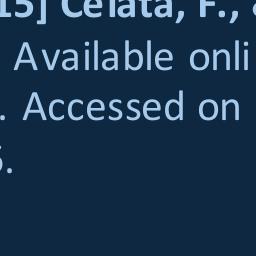 15] Celata, F.,
Available onli
. Accessed on
.